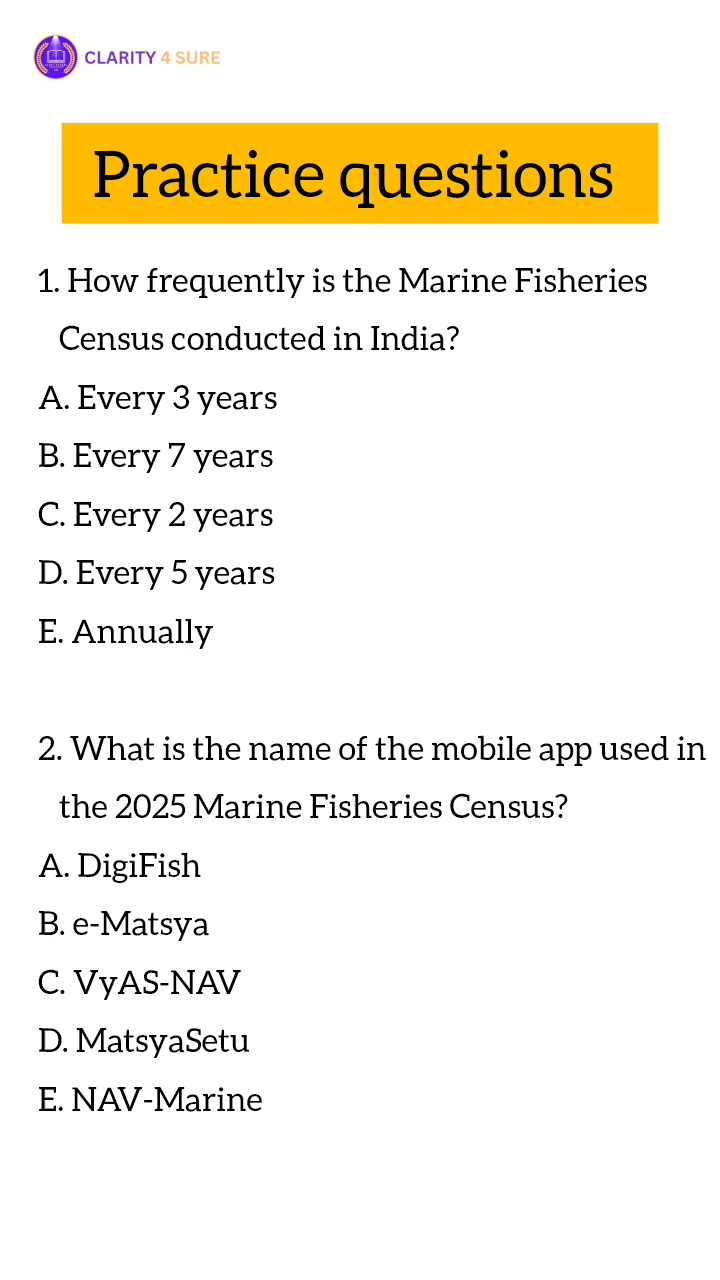 CLARITY 4 SURE
Practice questions
1. How frequently is the Marine Fisheries
Census conducted in India?
A. Every 3 years
B. Every 7 years
C. Every 2 years
D. Every 5 years
E. Annually
2. What is the name of the mobile app used in
the 2025 Marine Fisheries Census?
A. DigiFish
B. e-Matsya
C. VyAS-NAV
D. MatsyaSetu
E. NAV-Marine